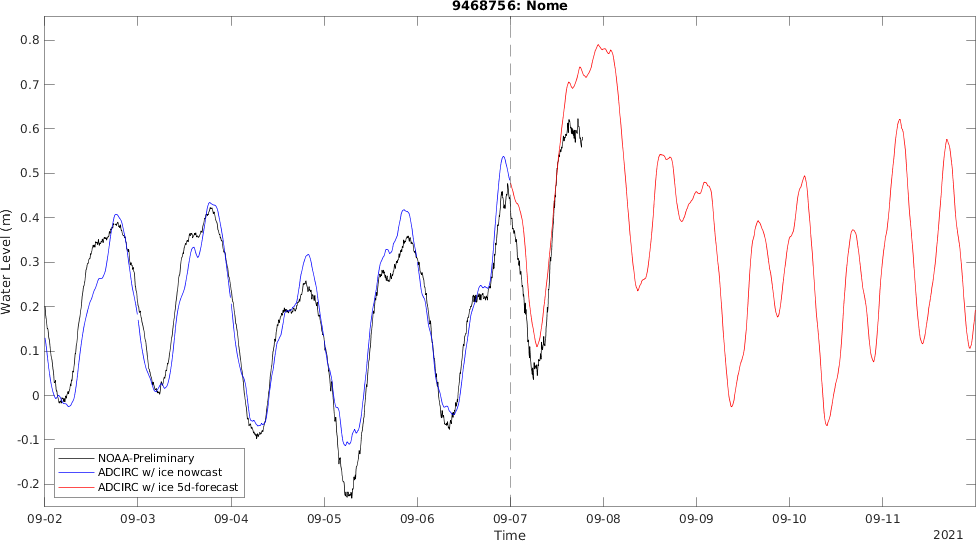 9468756: Nome
0.8
0.7
0.6
0.5
0.4
0.3
0.2
0.1
0
-0.1
-0.2
Water Level (m)
NOAA-Preliminary
ADCIRC w/ ice nowcast
ADCIRC w/ ice 5d-forecast
09-02 09-03 09-04 09-05 09-06 09-07 09-08 09-09 09-10 09-11
Time
2021